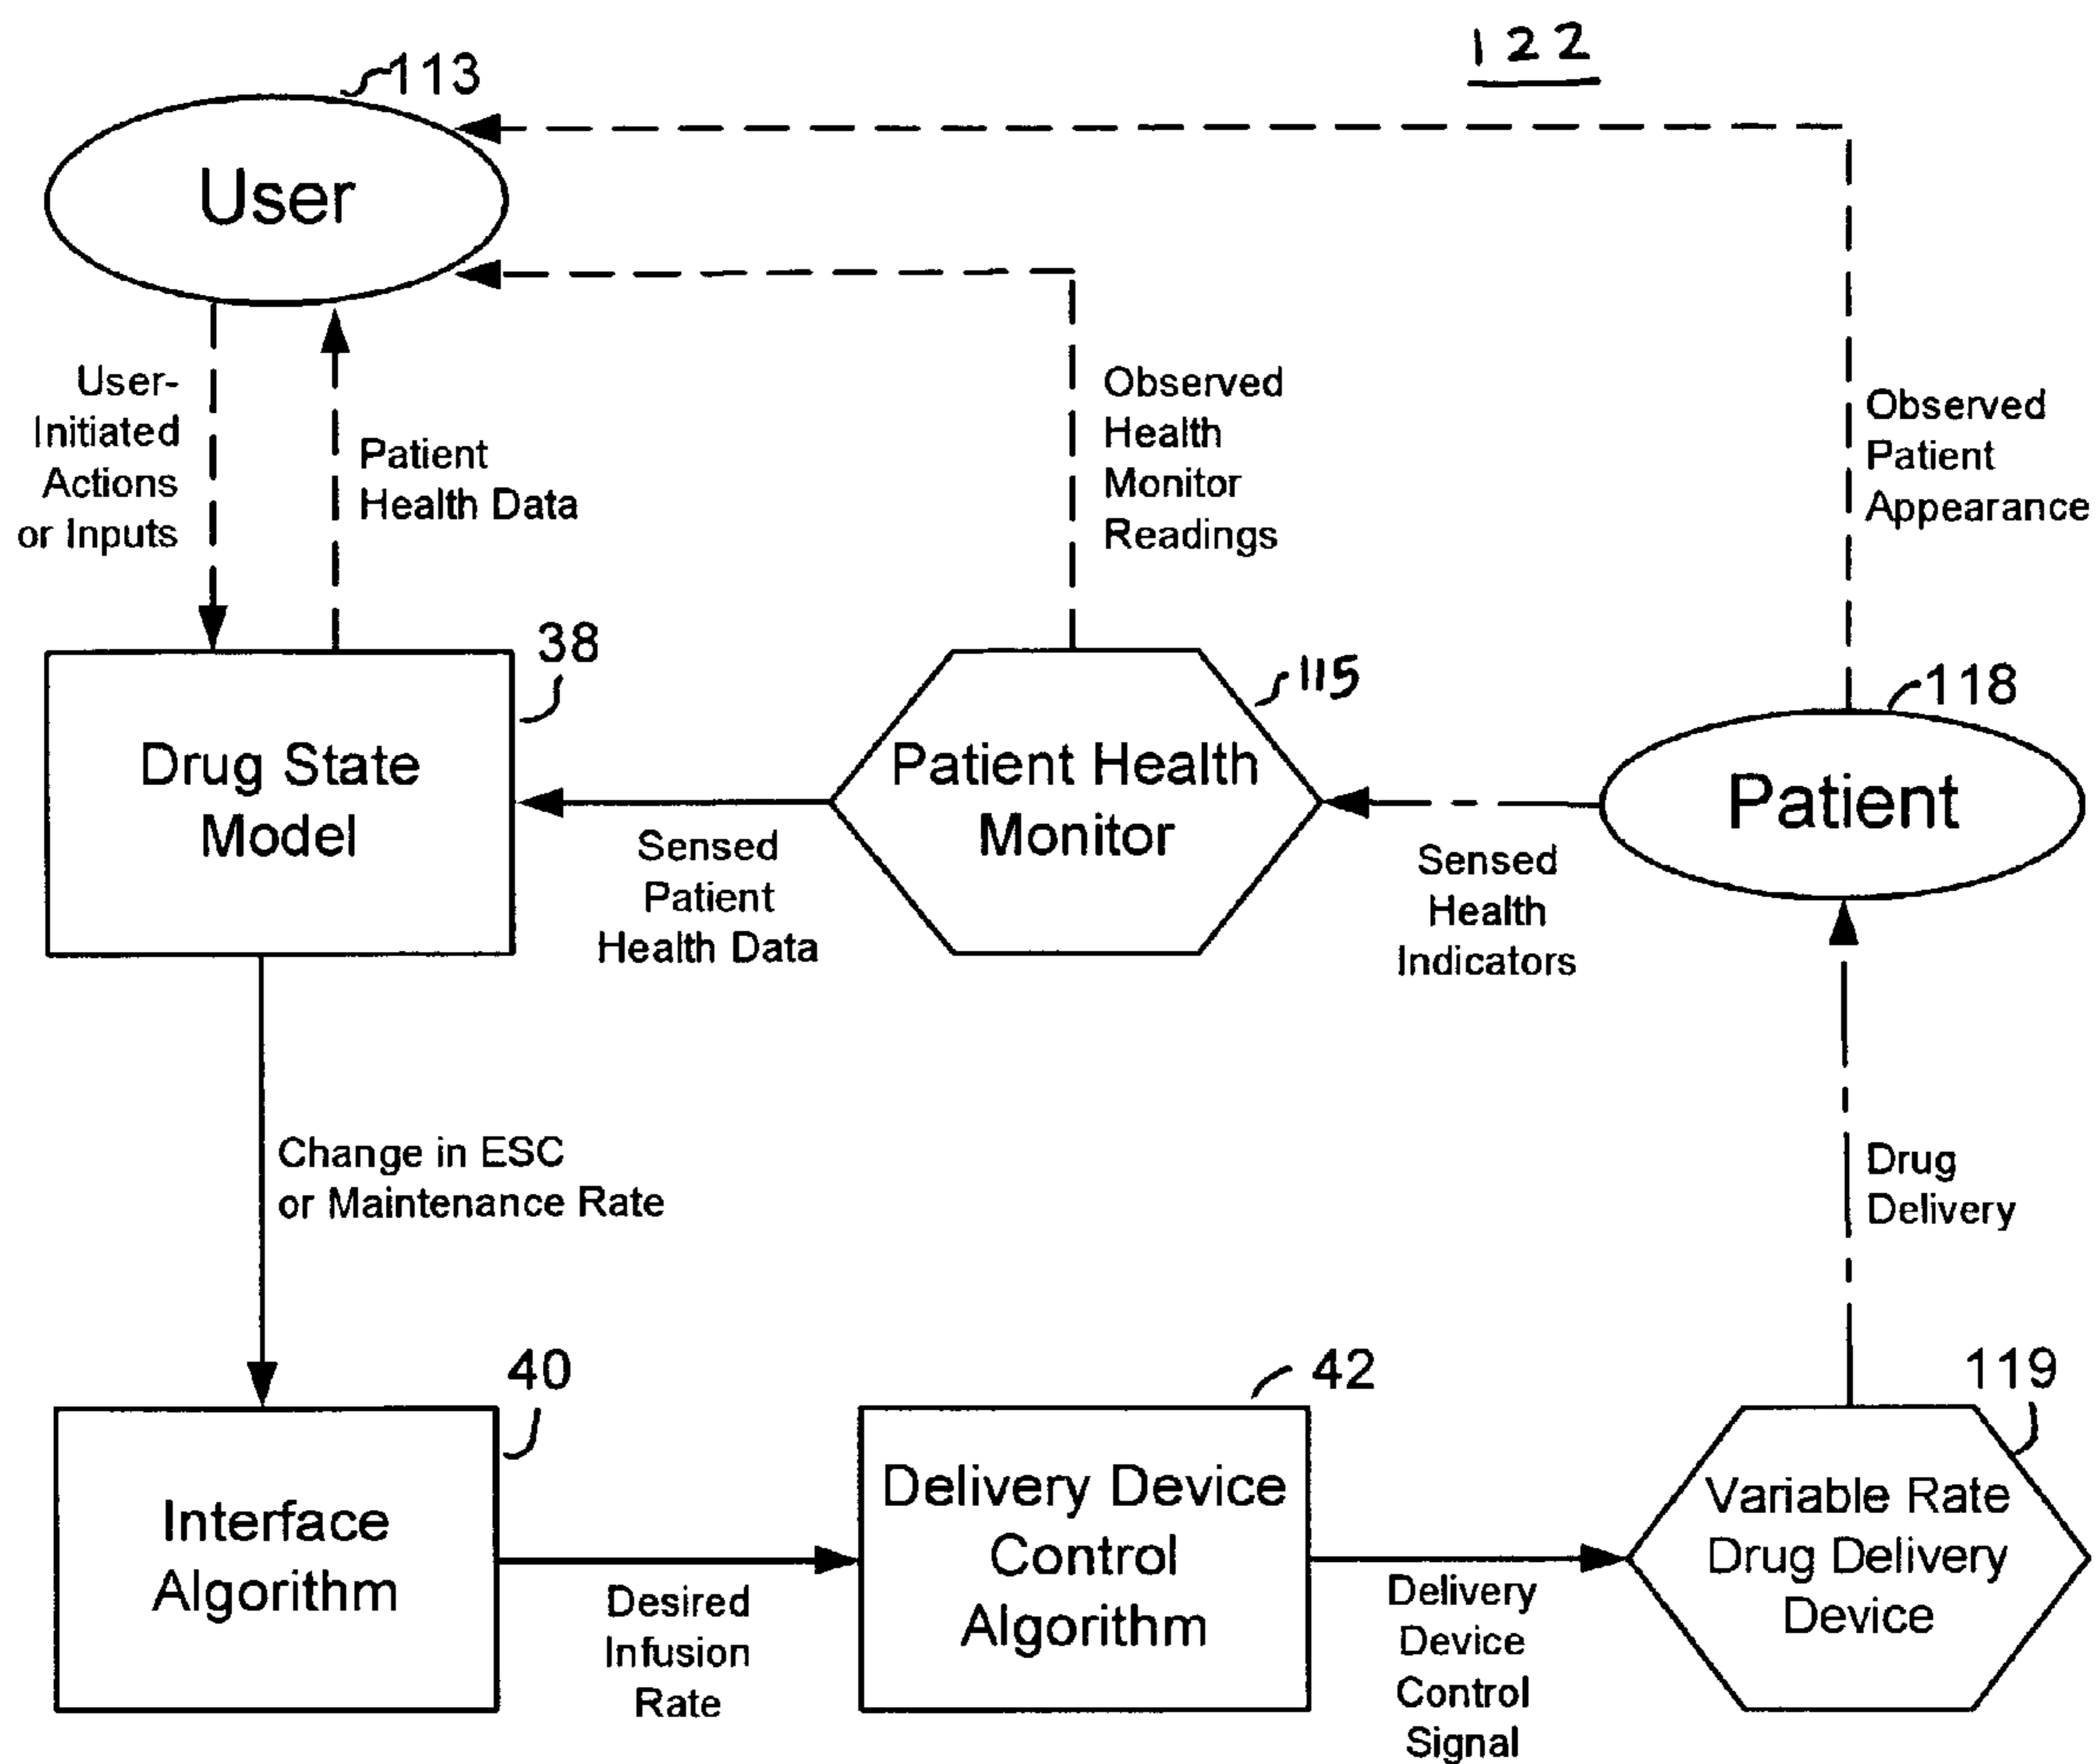 122
113
User
User-
Initiated
Actions
or Inputs
Patient
Health Data
Observed
Health
Monitor
Readings
Observed
Patient
Appearance
38
Drug State
Model
115
Patient Health
Monitor
118
Patient
Sensed
Patient
Health Data
Sensed
Health
Indicators
Change in ESC
or Maintenance Rate
Drug
Delivery
40
Interface
Algorithm
Desired
Infusion
Rate
42
Delivery Device
Control
Algorithm
Delivery
Device
Control
Signal
119
Variable Rate
Drug Delivery
Device